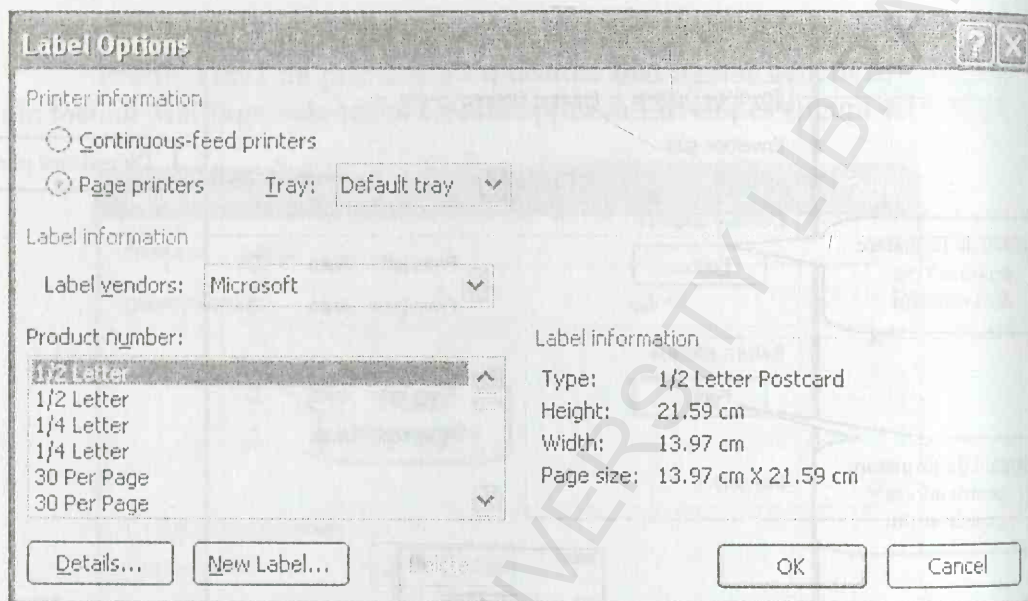 Label Options
Printer information
Continuous-feed printers
Page printers Tray: Default tray
Label information
Label vendors: Microsoft
Product number:
1/2 Letter
1/2 Letter
1/4 Letter
1/4 Letter
30 Per Page
30 Per Page
Label information
Type: 1/2 Letter Postcard
Height: 21.59 cm
Width: 13.97 cm
Page size: 13.97 cm X 21.59 cm
Details... New Label... Delete OK Cancel